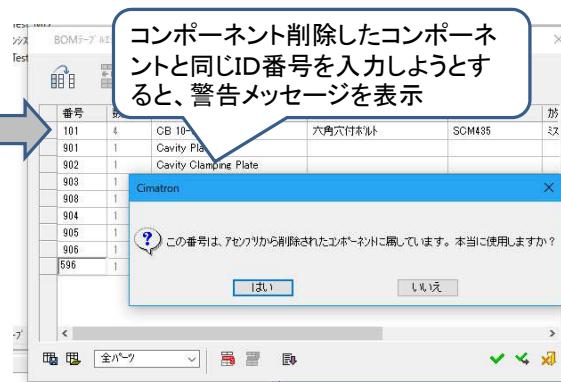 コンポーネント削除したコンポーネ
ントと同じID番号を入力しようとす
ると、警告メッセージを表示
BOMテーブル
Test
番号
101 4 CB 10- 六角穴付ボルト SCM435
901 1 Cavity Pla
902 1 Cavity Clamping Plate
903 1
908 1
904 1
905 1
906 1
596 1
Cimatron
この番号は、アセンブリから削除されたコンポーネントに属しています。本当に使用しますか?
はい いいえ
全パーツ